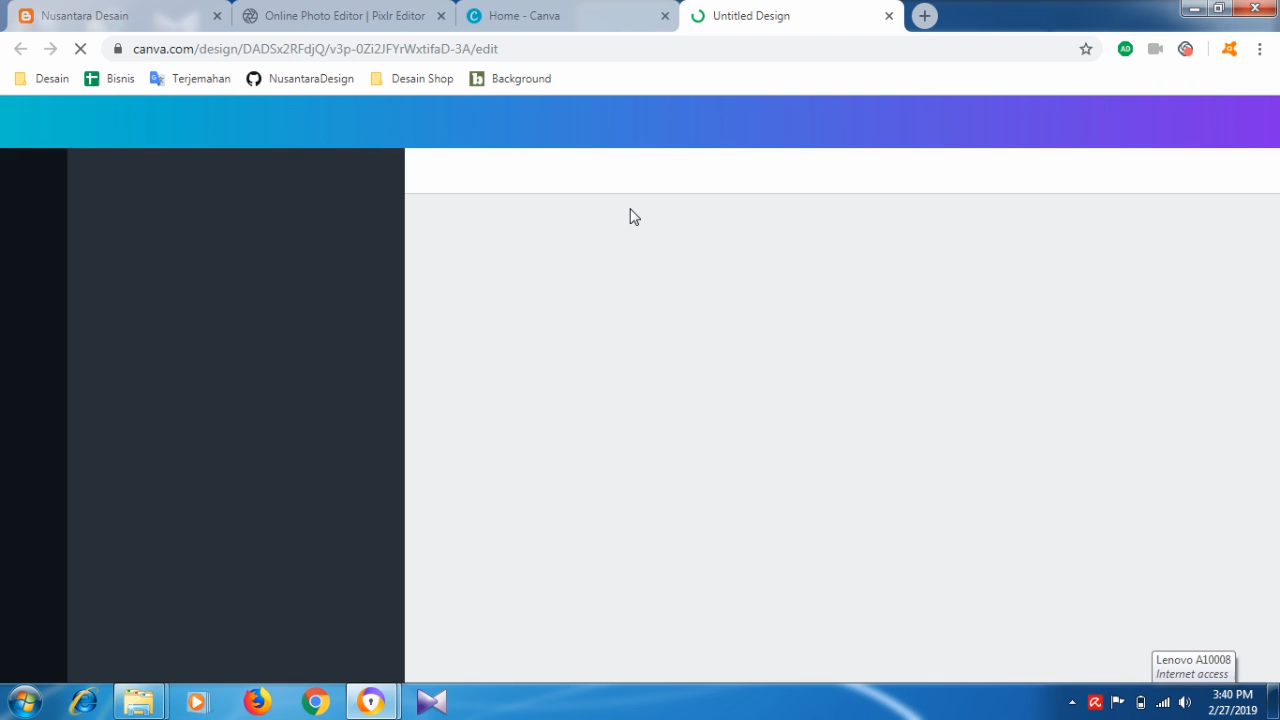 Nusantara Desain
Online Photo Editor | Pixlr Editor
Home - Canva
Untitled Design
canva.com/design/DADSx2RFdjQ/v3p-0Zi2JFYrWxtifaD-3A/edit
Desain
Bisnis
Terjemahan
NusantaraDesign
Desain Shop
Background
Lenovo A10008
Internet access
3:40 PM
2/27/2019